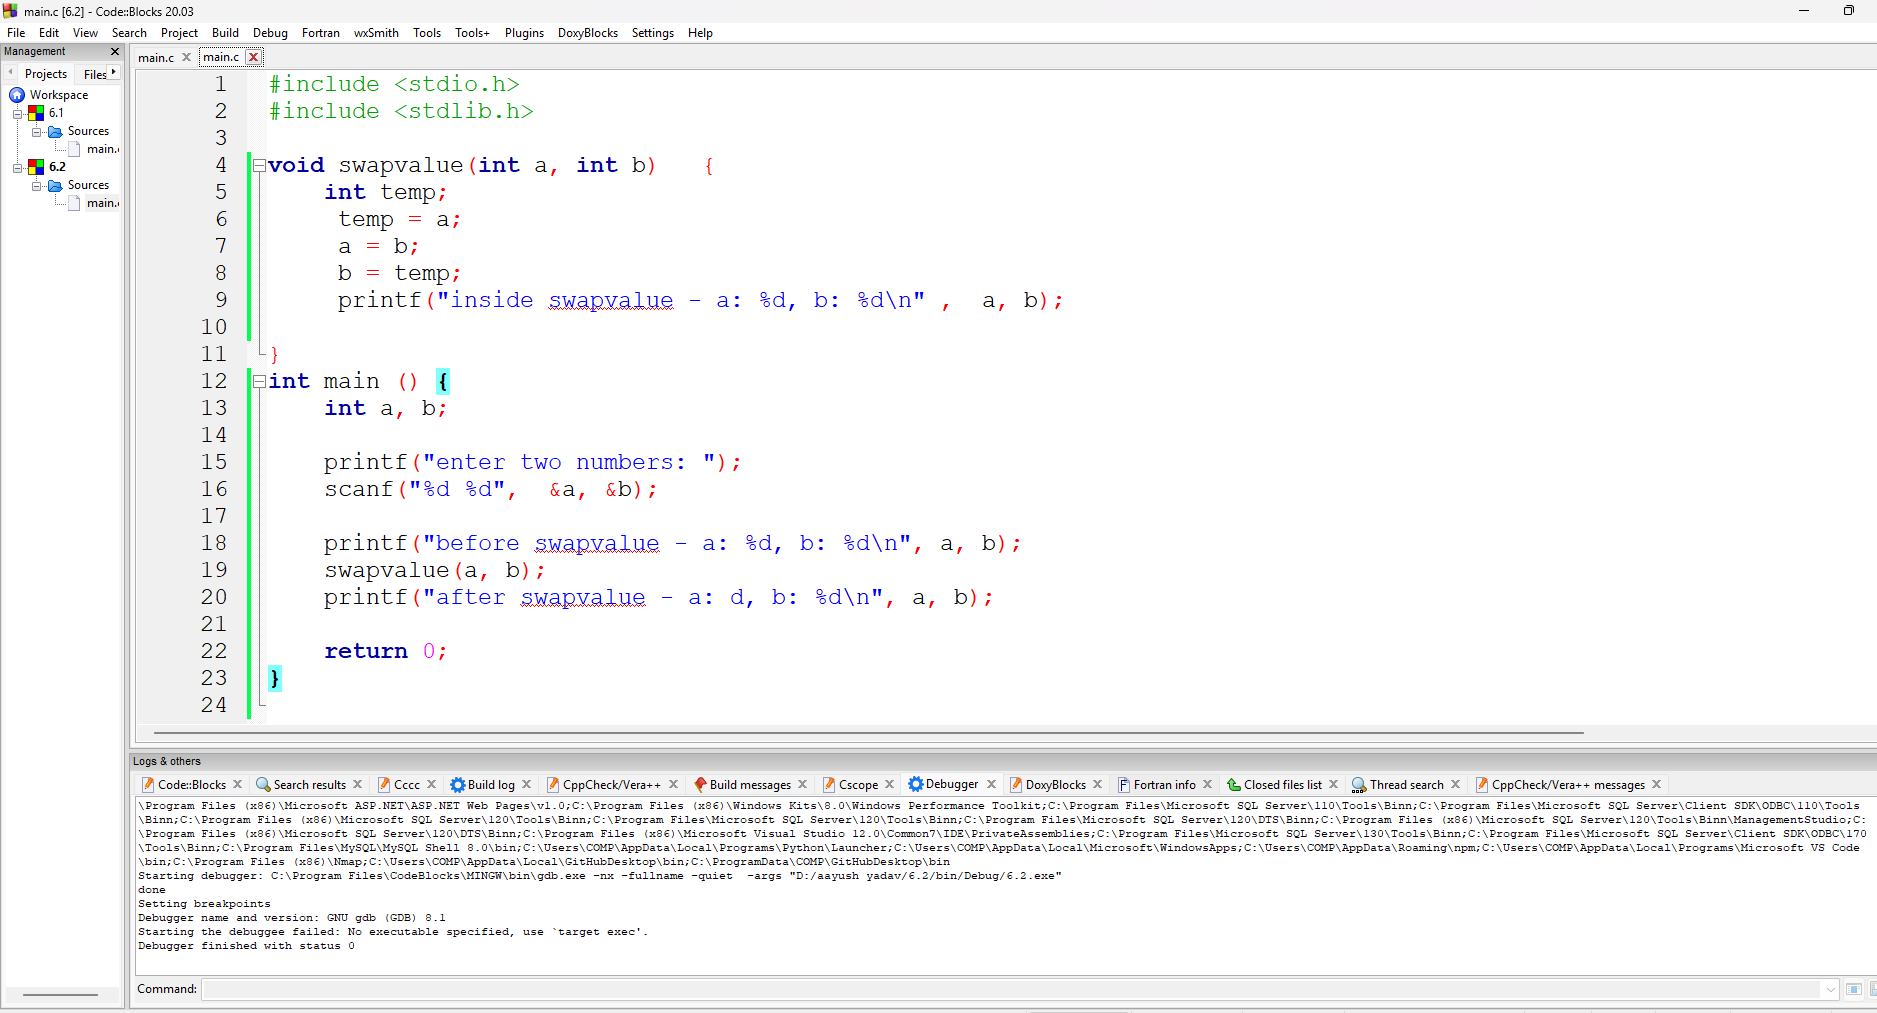 main.c [6.2] - Code::Blocks 20.03
File Edit View Search Project Build Debug Fortran wxSmith Tools Tools+ Plugins DoxyBlocks Settings Help
Management
Projects Files
Workspace
6.1
Sources
main.
6.2
Sources
main.
main.c main.c
1 #include <stdio.h>
2 #include <stdlib.h>
3
4 void swapvalue(int a, int b) {
5 int temp;
6 temp = a;
7 a = b;
8 b = temp;
9 printf("inside swapvalue - a: %d, b: %d\n" , a, b);
10
11 }
12 int main () {
13 int a, b;
14
15 printf("enter two numbers: ");
16 scanf("%d %d", &a, &b);
17
18 printf("before swapvalue - a: %d, b: %d\n", a, b);
19 swapvalue(a, b);
20 printf("after swapvalue - a: d, b: %d\n", a, b);
21
22 return 0;
23 }
24
Logs & others
Code::Blocks Search results Cccc Build log CppCheck/Vera++ Build messages Cscope Debugger DoxyBlocks Fortran info Closed files list Thread search CppCheck/Vera++ messages
\Program Files (x86)\Microsoft ASP.NET\ASP.NET Web Pages\v1.0;C:\Program Files (x86)\Windows Kits\8.0\Windows Performance Toolkit;C:\Program Files\Microsoft SQL Server\110\Tools\Binn;C:\Program Files\Microsoft SQL Server\Client SDK\ODBC\110\Tools
\Binn;C:\Program Files (x86)\Microsoft SQL Server\120\Tools\Binn;C:\Program Files\Microsoft SQL Server\120\Tools\Binn;C:\Program Files\Microsoft SQL Server\120\DTS\Binn;C:\Program Files (x86)\Microsoft SQL Server\120\Tools\Binn\ManagementStudio;C:
\Program Files (x86)\Microsoft SQL Server\120\DTS\Binn;C:\Program Files (x86)\Microsoft Visual Studio 12.0\Common7\IDE\PrivateAssemblies;C:\Program Files\Microsoft SQL Server\130\Tools\Binn;C:\Program Files\Microsoft SQL Server\Client SDK\ODBC\170
\Tools\Binn;C:\Program Files\MySQL\MySQL Shell 8.0\bin;C:\Users\COMP\AppData\Local\Programs\Python\Launcher;C:\Users\COMP\AppData\Local\Microsoft\WindowsApps;C:\Users\COMP\AppData\Roaming\npm;C:\Users\COMP\AppData\Local\Programs\Microsoft VS Code
\bin;C:\Program Files (x86)\Nmap;C:\Users\COMP\AppData\Local\GitHubDesktop\bin;C:\ProgramData\COMP\GitHubDesktop\bin
Starting debugger: C:\Program Files\CodeBlocks\MINGW\bin\gdb.exe -nx -fullname -quiet -args "D:/aayush yadav/6.2/bin/Debug/6.2.exe"
done
Setting breakpoints
Debugger name and version: GNU gdb (GDB) 8.1
Starting the debuggee failed: No executable specified, use `target exec'.
Debugger finished with status 0
Command: